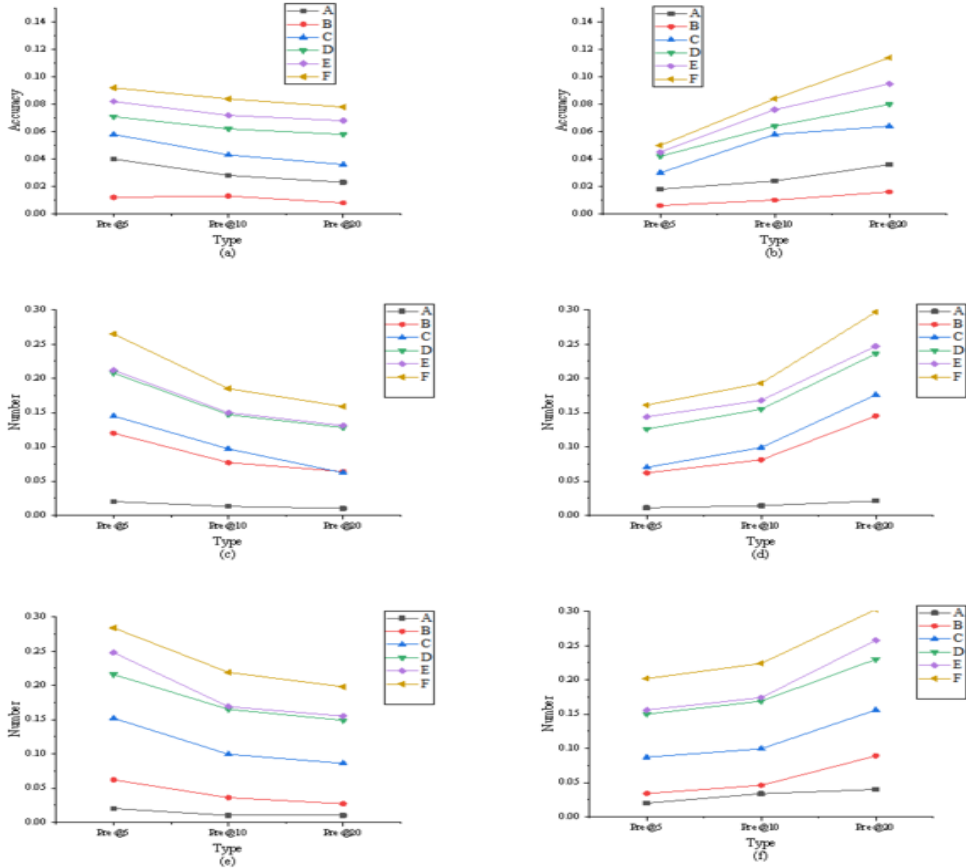 0.14
0.12
0.10
0.08
0.06
0.04
0.02
0.00
Accuracy
A
B
C
D
E
F
Pre@5 Pre@10 Pre@20
Type
(a)
0.14
0.12
0.10
0.08
0.06
0.04
0.02
0.00
Accuracy
A
B
C
D
E
F
Pre@5 Pre@10 Pre@20
Type
(b)
0.30
0.25
0.20
0.15
0.10
0.05
0.00
Number
A
B
C
D
E
F
Pre@5 Pre@10 Pre@20
Type
(c)
0.30
0.25
0.20
0.15
0.10
0.05
0.00
Number
A
B
C
D
E
F
Pre@5 Pre@10 Pre@20
Type
(d)
0.30
0.25
0.20
0.15
0.10
0.05
0.00
Number
A
B
C
D
E
F
Pre@5 Pre@10 Pre@20
Type
(e)
0.30
0.25
0.20
0.15
0.10
0.05
0.00
Number
A
B
C
D
E
F
Pre@5 Pre@10 Pre@20
Type
(f)